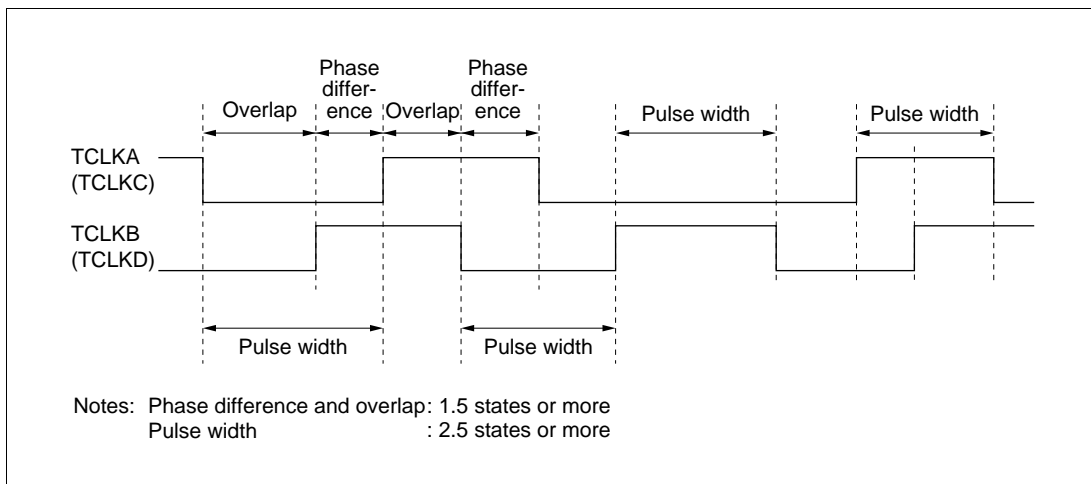 Phase
differ-
ence
Phase
differ-
ence
Overlap
Overlap
Pulse width
Pulse width
TCLKA
(TCLKC)
TCLKB
(TCLKD)
Pulse width
Pulse width
Notes: Phase difference and overlap: 1.5 states or more
Pulse width : 2.5 states or more